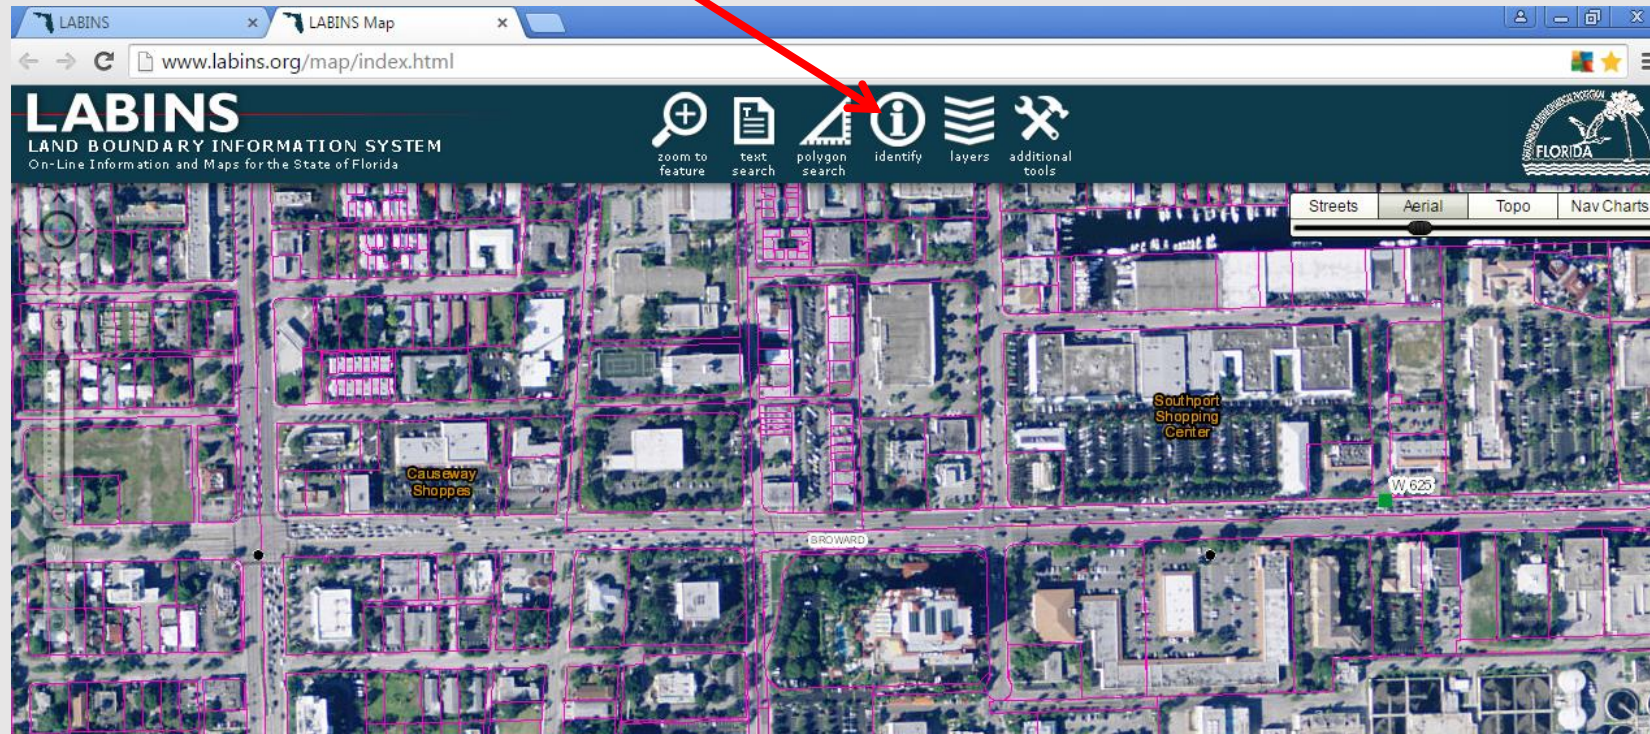 LABINS
LABINS Map
www.labins.org/map/index.html
LABINS
LAND BOUNDARY INFORMATION SYSTEM
On-Line Information and Maps for the State of Florida
zoom to
feature
text
search
polygon
search
identify
layers
additional
tools
FLORIDA
Streets
Aerial
Topo
Nav Charts
Southport
Shopping
Center
Causeway
Shoppes
W 625
BROWARD